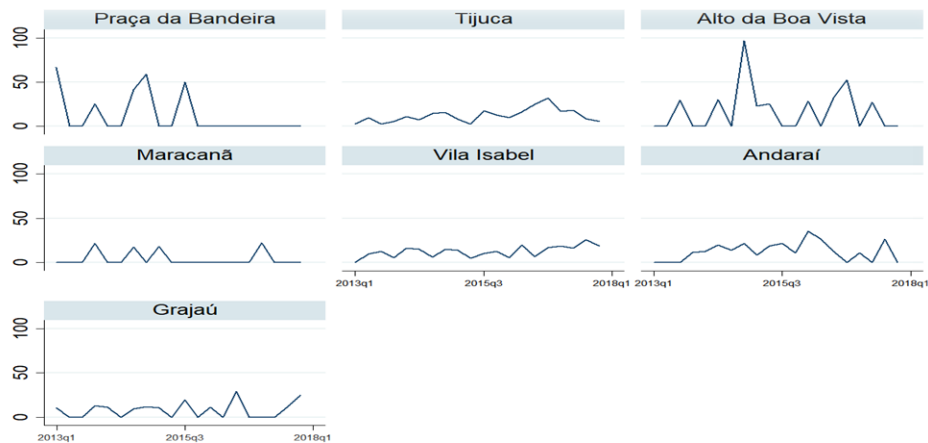 Praça da Bandeira
Tijuca
Alto da Boa Vista
100
50
0
Maracanã
Vila Isabel
Andaraí
100
50
0
2013q1 2015q3 2018q1
2013q1 2015q3 2018q1
Grajaú
100
50
0
2013q1 2015q3 2018q1